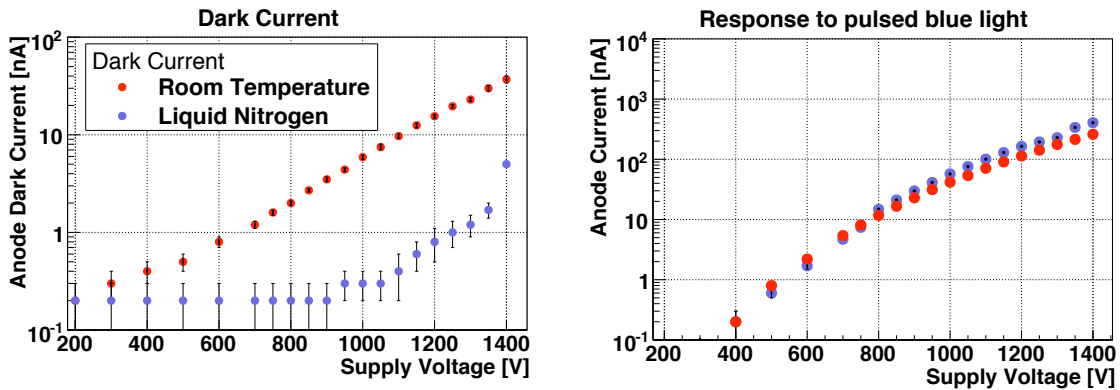 Dark Current
Anode Dark Current [nA]
10²
10
1
10⁻¹
Dark Current
Room Temperature
Liquid Nitrogen
200 400 600 800 1000 1200 1400
Supply Voltage [V]
Response to pulsed blue light
Anode Current [nA]
10⁴
10³
10²
10
1
10⁻¹
200 400 600 800 1000 1200 1400
Supply Voltage [V]